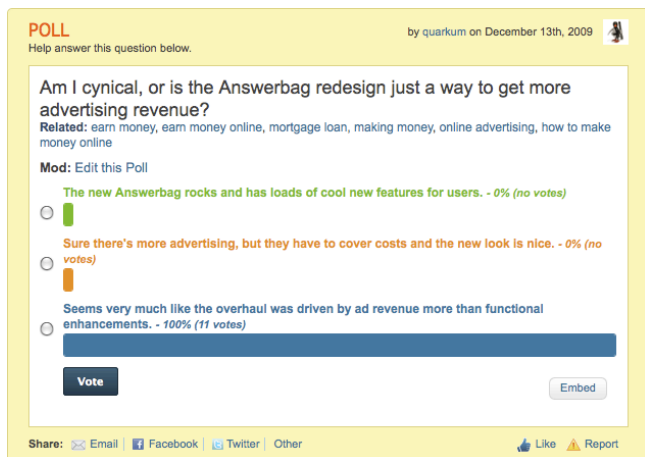 POLL
by quarkum on December 13th, 2009
Help answer this question below.
Am I cynical, or is the Answerbag redesign just a way to get more
advertising revenue?
Related: earn money, earn money online, mortgage loan, making money, online advertising, how to make
money online
Mod: Edit this Poll
The new Answerbag rocks and has loads of cool new features for users. - 0% (no votes)
Sure there's more advertising, but they have to cover costs and the new look is nice. - 0% (no
votes)
Seems very much like the overhaul was driven by ad revenue more than functional
enhancements. - 100% (11 votes)
Vote
Embed
Share: Email Facebook Twitter Other
Like Report